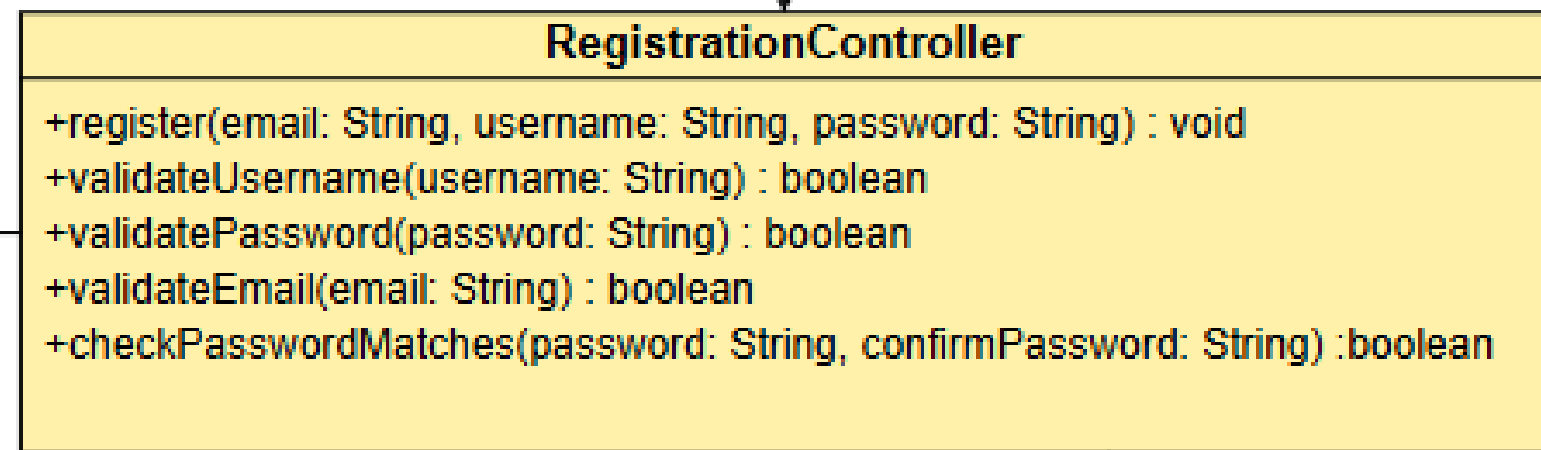 RegistrationController
+register(email: String, username: String, password: String) : void
+validateUsername(username: String) : boolean
+validatePassword(password: String) : boolean
+validateEmail(email: String) : boolean
+checkPasswordMatches(password: String, confirmPassword: String) :boolean